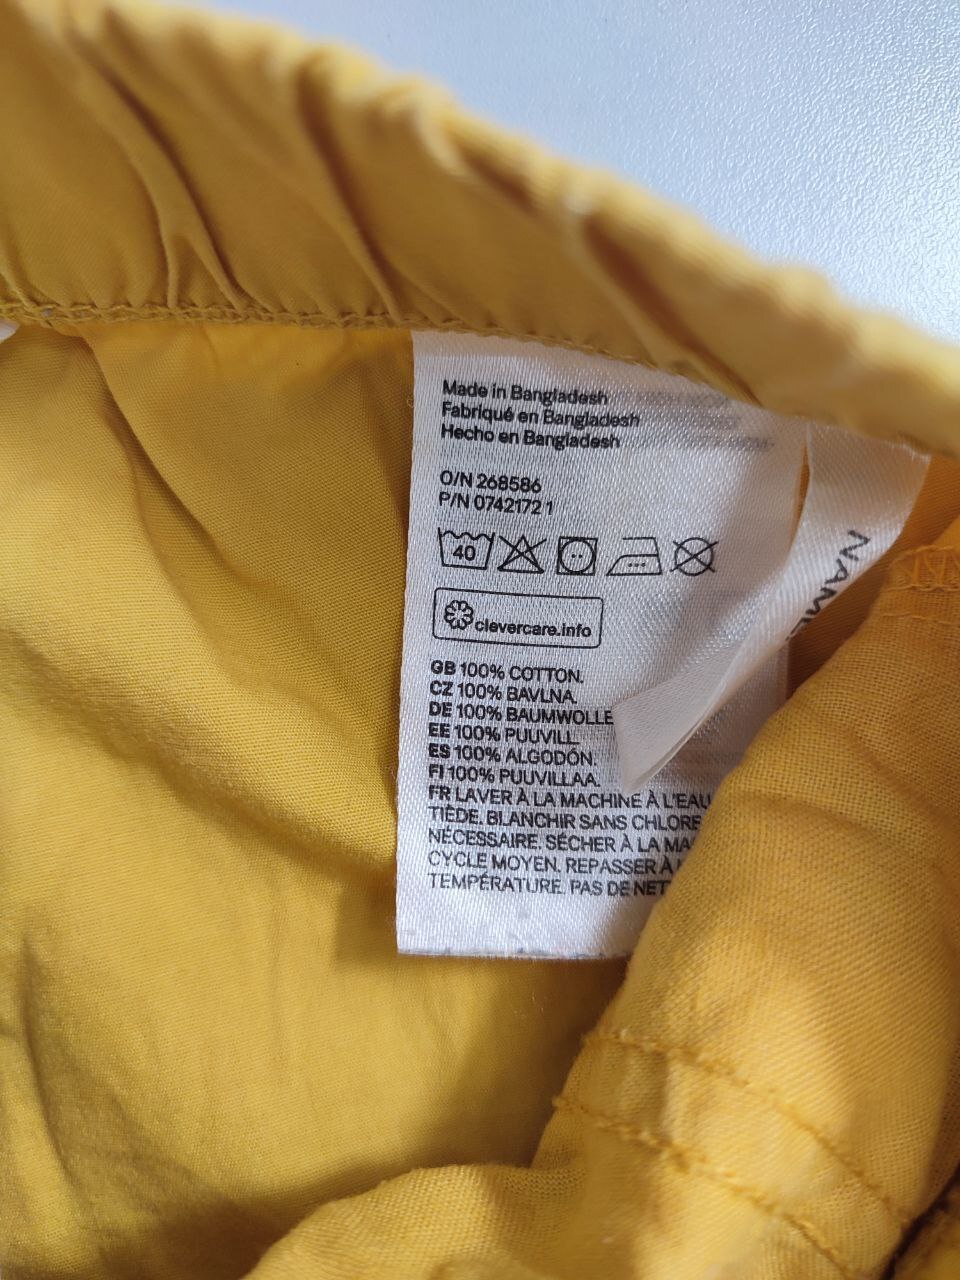 Made in Bangladesh
Fabriqué en Bangladesh
Hecho en Bangladesh
O/N 268586
P/N 0742172 1
40
clevercare.info
GB 100% COTTON.
CZ 100% BAVLNA.
DE 100% BAUMWOLLE
EE 100% PUUVILL.
ES 100% ALGODÓN.
FI 100% PUUVILLAA.
FR LAVER À LA MACHINE À L'EAU
TIÈDE. BLANCHIR SANS CHLORE
NÉCESSAIRE. SÉCHER À LA
CYCLE MOYEN. REPASSER À
TEMPÉRATURE. PAS DE
NAME